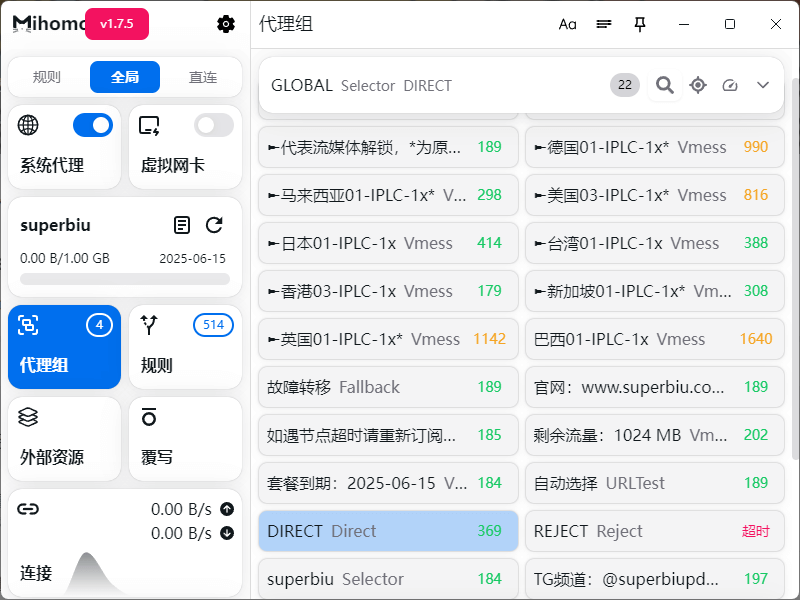 Mihomo v1.7.5
规则 全局 直连
系统代理 虚拟网卡
superbiu
0.00 B/1.00 GB 2025-06-15
4 514
代理组 规则
外部资源 覆写
0.00 B/s
0.00 B/s
连接
代理组 Aa
GLOBAL Selector DIRECT 22
代表流媒体解锁，*为原... 189
德国01-IPLC-1x* Vmess 990
马来西亚01-IPLC-1x* V... 298
美国03-IPLC-1x* Vmess 816
日本01-IPLC-1x Vmess 414
台湾01-IPLC-1x Vmess 388
香港03-IPLC-1x Vmess 179
新加坡01-IPLC-1x* Vm... 308
英国01-IPLC-1x* Vmess 1142
巴西01-IPLC-1x Vmess 1640
故障转移 Fallback 189
官网：www.superbiu.co... 189
如遇节点超时请重新订阅... 185
剩余流量：1024 MB Vm... 202
套餐到期：2025-06-15 V... 184
自动选择 URLTest 189
DIRECT Direct 369
REJECT Reject 超时
superbiu Selector 184
TG频道：@superbiupd... 197